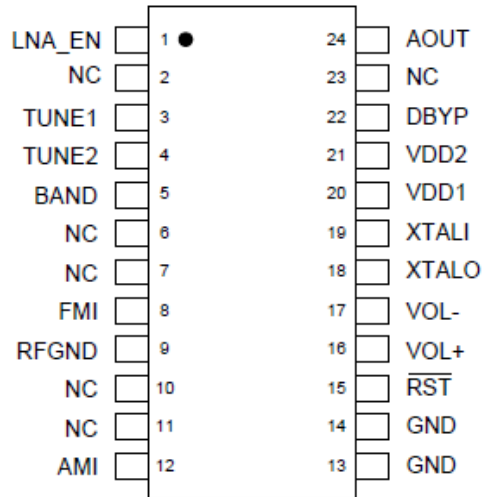 LNA_EN 1 24 AOUT
NC 2 23 NC
TUNE1 3 22 DBYP
TUNE2 4 21 VDD2
BAND 5 20 VDD1
NC 6 19 XTALI
NC 7 18 XTALO
FMI 8 17 VOL-
RFGND 9 16 VOL+
NC 10 15 R̅S̅T̅
NC 11 14 GND
AMI 12 13 GND